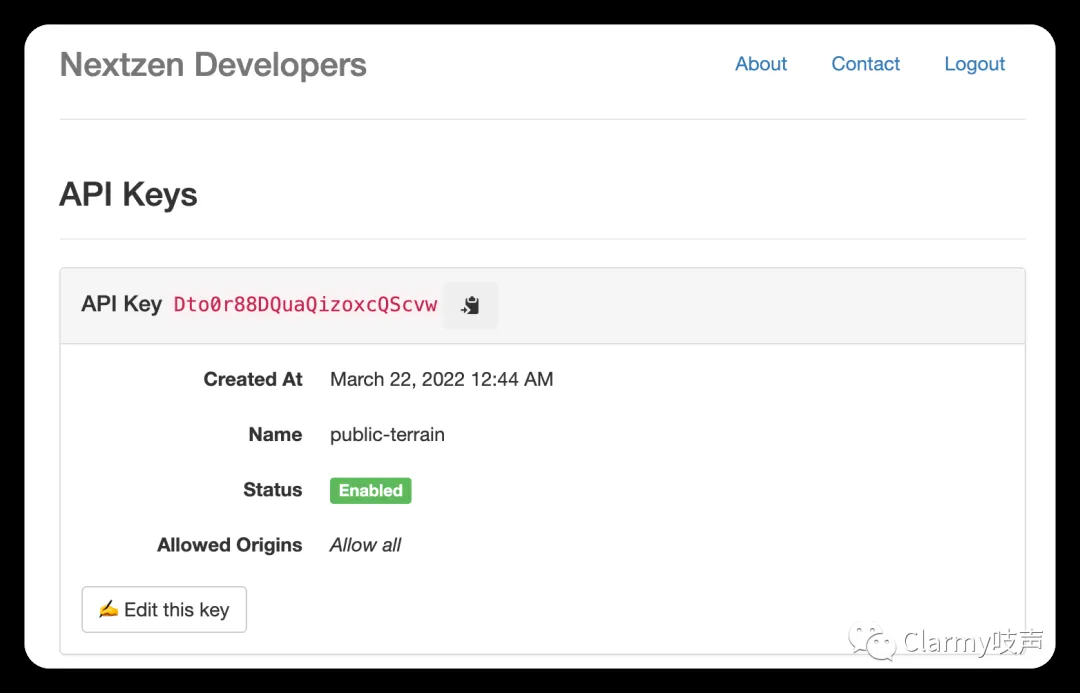 Nextzen Developers About Contact Logout
API Keys
API Key Dto0r88DQuaQizoxcQScvw
Created At March 22, 2022 12:44 AM
Name public-terrain
Status Enabled
Allowed Origins Allow all
Edit this key
Clarmy吱声